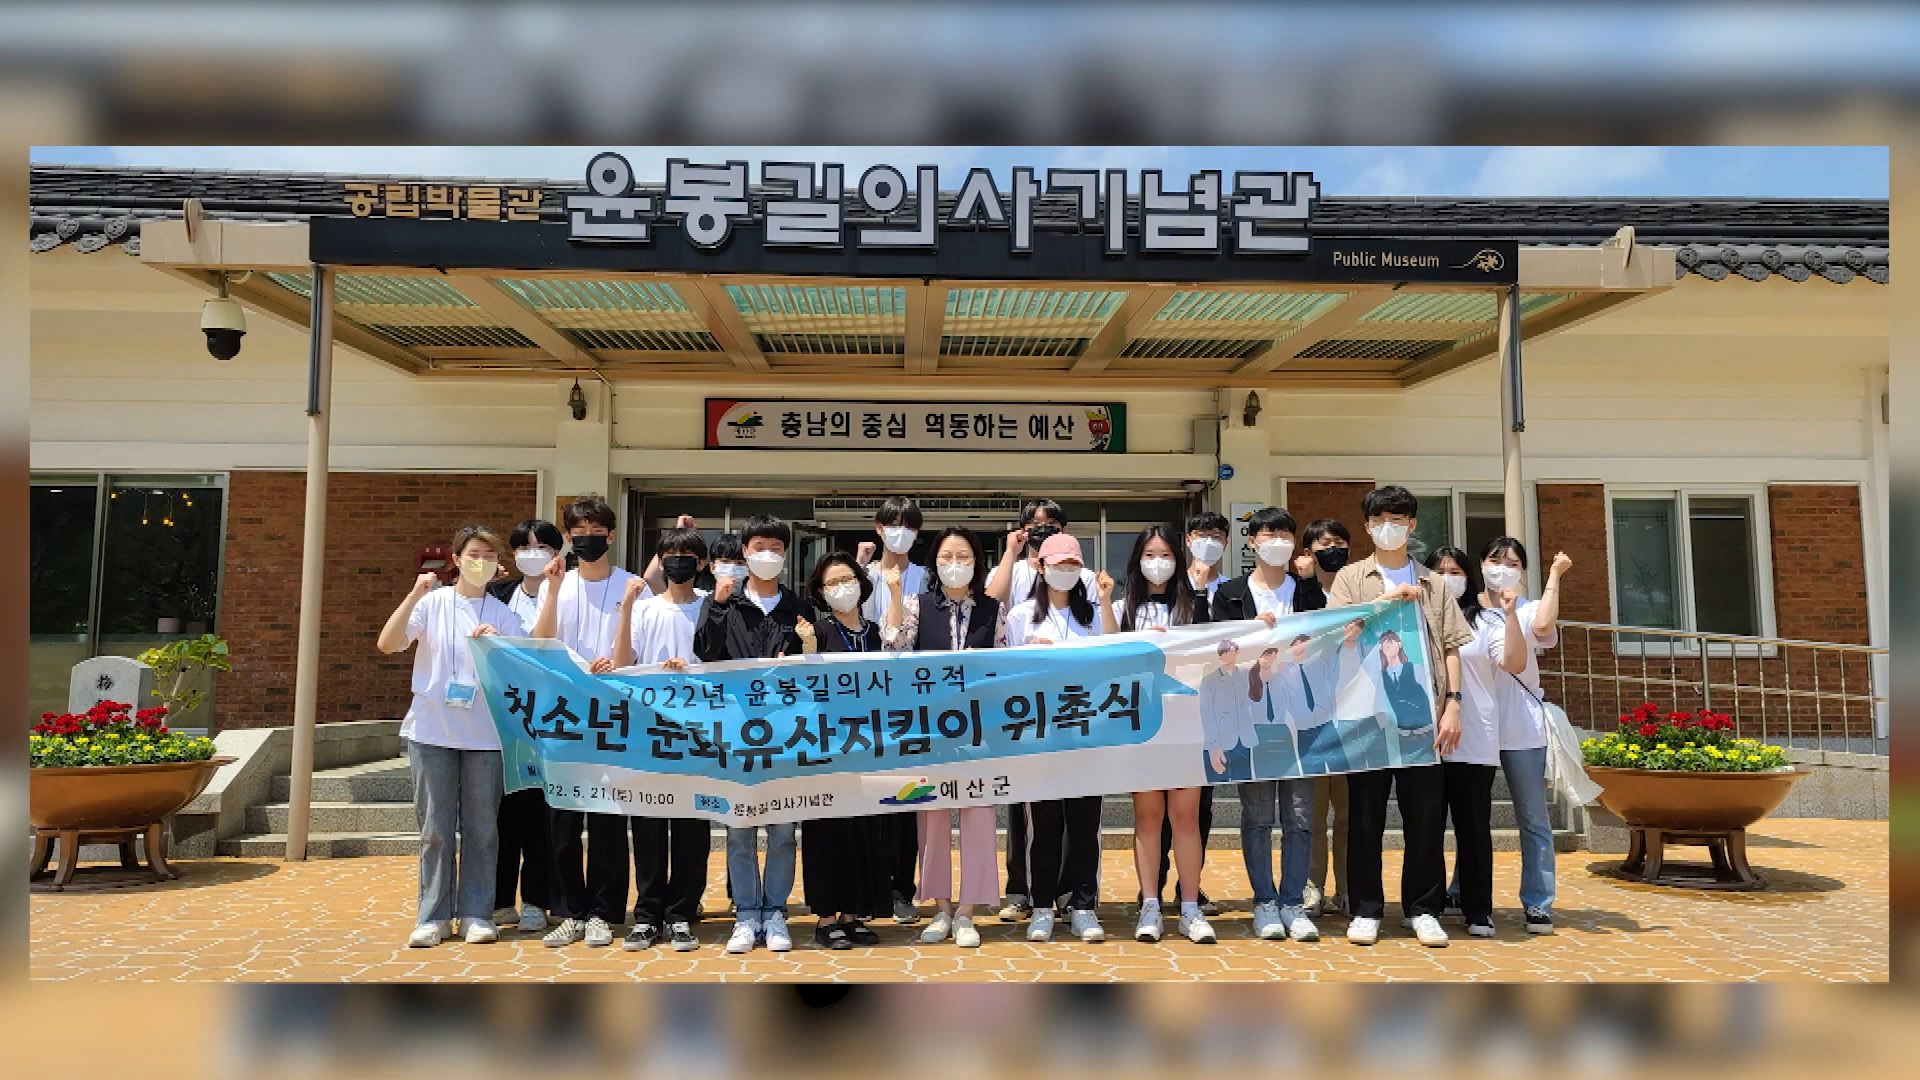 공립박물관 윤봉길의사기념관
Public Museum
충남의 중심 역동하는 예산
2022년 윤봉길의사 유적 -
청소년 문화유산지킴이 위촉식
22. 5. 21.(토) 10:00 장소 윤봉길의사기념관 예산군
梅